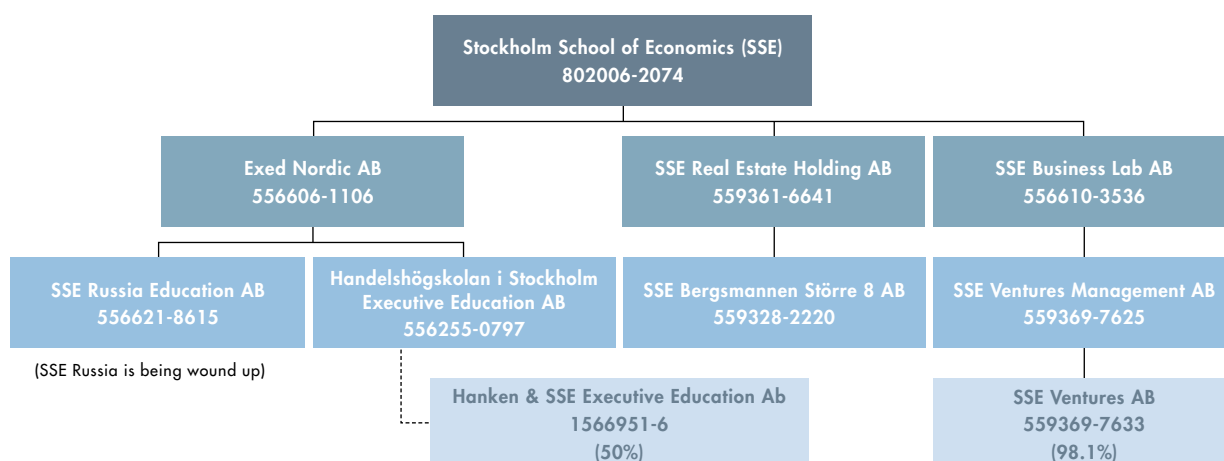 Stockholm School of Economics (SSE)
802006-2074
Exed Nordic AB
556606-1106
SSE Real Estate Holding AB
559361-6641
SSE Business Lab AB
556610-3536
SSE Russia Education AB
556621-8615
Handelshögskolan i Stockholm
Executive Education AB
556255-0797
SSE Bergsmannen Större 8 AB
559328-2220
SSE Ventures Management AB
559369-7625
(SSE Russia is being wound up)
Hanken & SSE Executive Education Ab
1566951-6
(50%)
SSE Ventures AB
559369-7633
(98.1%)